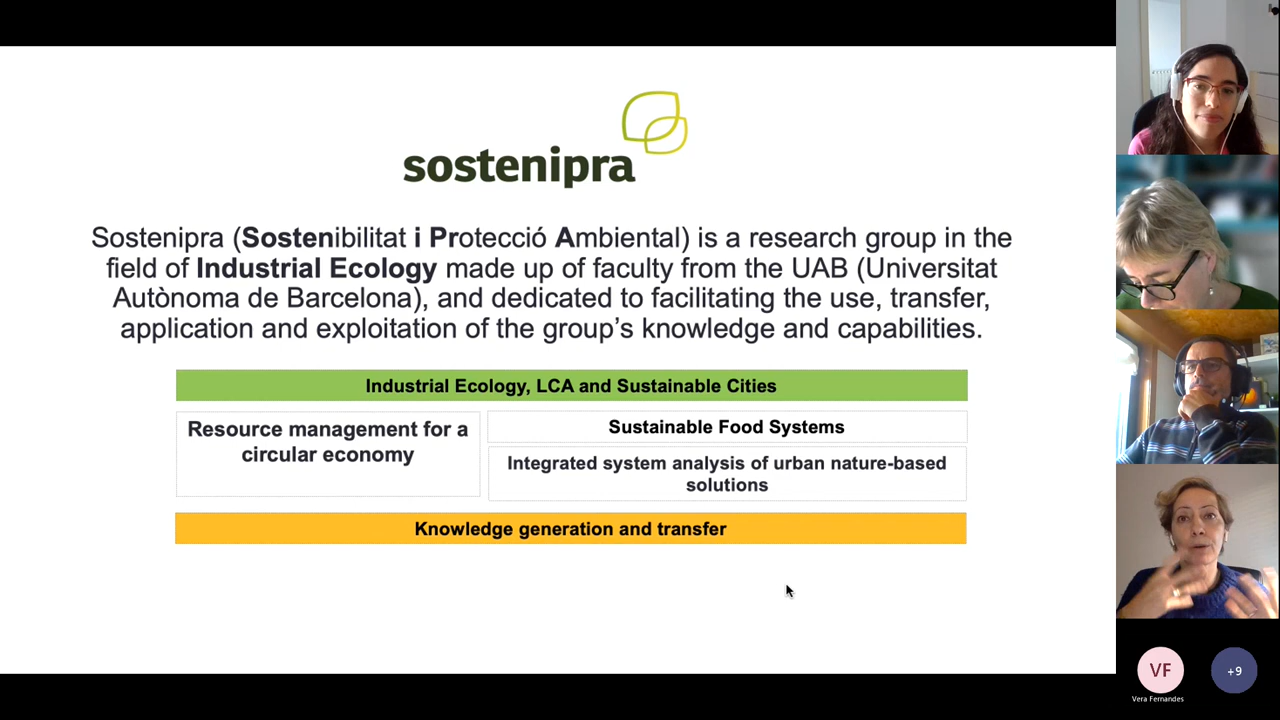 sostenipra
Sostenipra (Sostenibilitat i Protecció Ambiental) is a research group in the
field of Industrial Ecology made up of faculty from the UAB (Universitat
Autònoma de Barcelona), and dedicated to facilitating the use, transfer,
application and exploitation of the group's knowledge and capabilities.
Industrial Ecology, LCA and Sustainable Cities
Resource management for a
circular economy
Sustainable Food Systems
Integrated system analysis of urban nature-based
solutions
Knowledge generation and transfer
VF
Vera Fernandes
+9